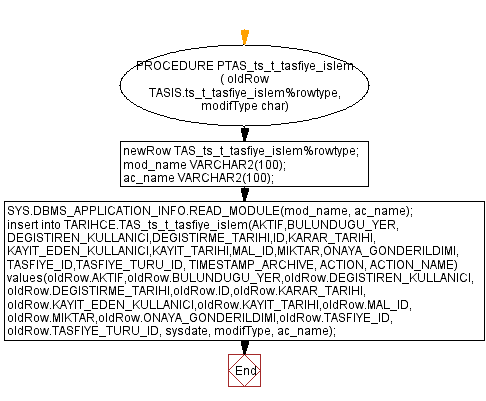 PROCEDURE PTAS_ts_t_tasfiye_islem
( oldRow
TASIS.ts_t_tasfiye_islem%rowtype,
modifType char)
newRow TAS_ts_t_tasfiye_islem%rowtype;
mod_name VARCHAR2(100);
ac_name VARCHAR2(100);
SYS.DBMS_APPLICATION_INFO.READ_MODULE(mod_name, ac_name);
insert into TARIHCE.TAS_ts_t_tasfiye_islem(AKTIF,BULUNDUGU_YER,
DEGISTIREN_KULLANICI,DEGISTIRME_TARIHI,ID,KARAR_TARIHI,
KAYIT_EDEN_KULLANICI,KAYIT_TARIHI,MAL_ID,MIKTAR,ONAYA_GONDERILDIMI,
TASFIYE_ID,TASFIYE_TURU_ID, TIMESTAMP_ARCHIVE, ACTION, ACTION_NAME)
values(oldRow.AKTIF,oldRow.BULUNDUGU_YER,oldRow.DEGISTIREN_KULLANICI,
oldRow.DEGISTIRME_TARIHI,oldRow.ID,oldRow.KARAR_TARIHI,
oldRow.KAYIT_EDEN_KULLANICI,oldRow.KAYIT_TARIHI,oldRow.MAL_ID,
oldRow.MIKTAR,oldRow.ONAYA_GONDERILDIMI,oldRow.TASFIYE_ID,
oldRow.TASFIYE_TURU_ID, sysdate, modifType, ac_name);
End